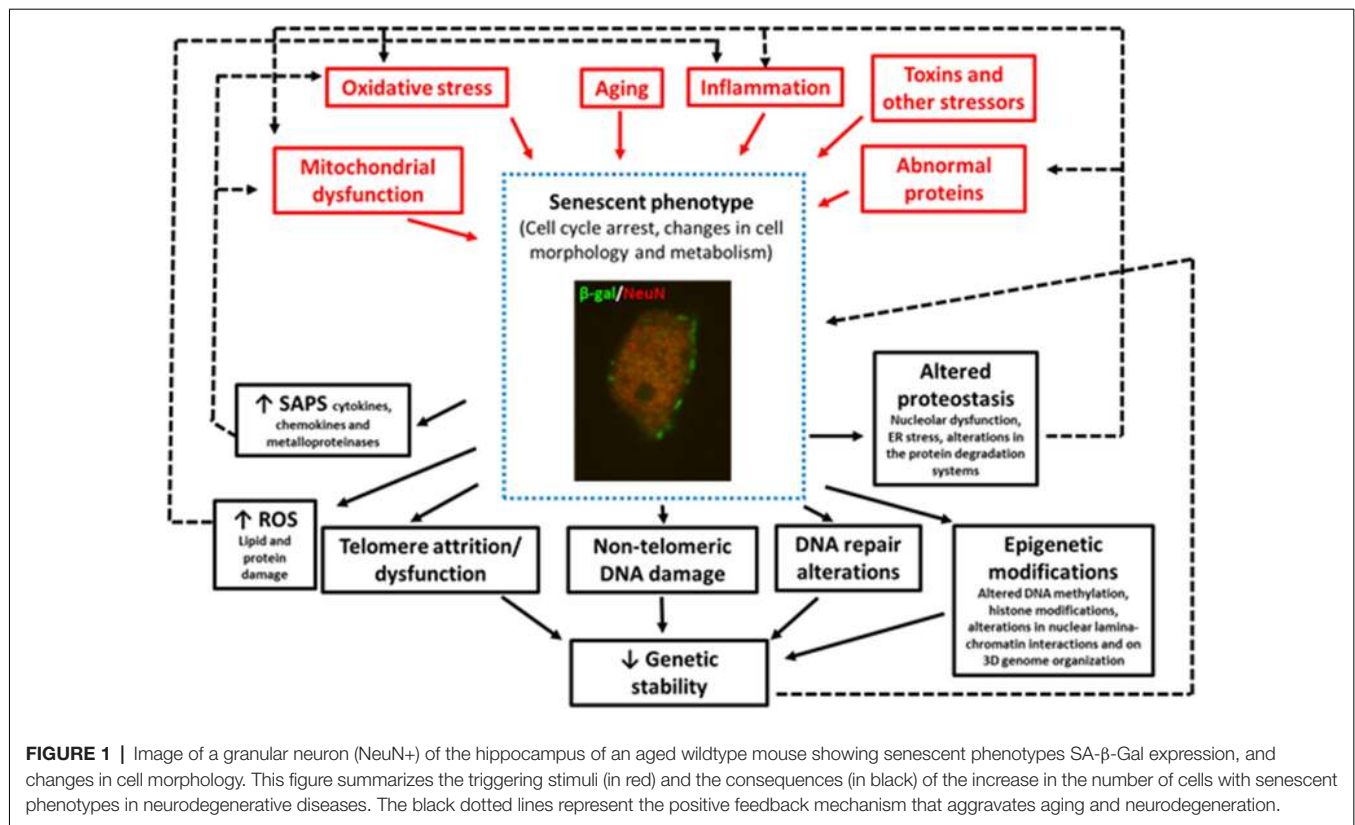 Oxidative stress
Aging
Inflammation
Toxins and
other stressors
Mitochondrial
dysfunction
Abnormal
proteins
Senescent phenotype
(Cell cycle arrest, changes in cell
morphology and metabolism)
β-gal/NeuN
↑ SAPS cytokines,
chemokines and
metalloproteinases
Altered
proteostasis
Nucleolar dysfunction,
ER stress, alterations in
the protein degradation
systems
↑ ROS
Lipid and
protein
damage
Telomere attrition/
dysfunction
Non-telomeric
DNA damage
DNA repair
alterations
Epigenetic
modifications
Altered DNA methylation,
histone modifications,
alterations in nuclear lamina-
chromatin interactions and on
3D genome organization
↓ Genetic
stability
FIGURE 1 | Image of a granular neuron (NeuN+) of the hippocampus of an aged wildtype mouse showing senescent phenotypes SA-β-Gal expression, and
changes in cell morphology. This figure summarizes the triggering stimuli (in red) and the consequences (in black) of the increase in the number of cells with senescent
phenotypes in neurodegenerative diseases. The black dotted lines represent the positive feedback mechanism that aggravates aging and neurodegeneration.